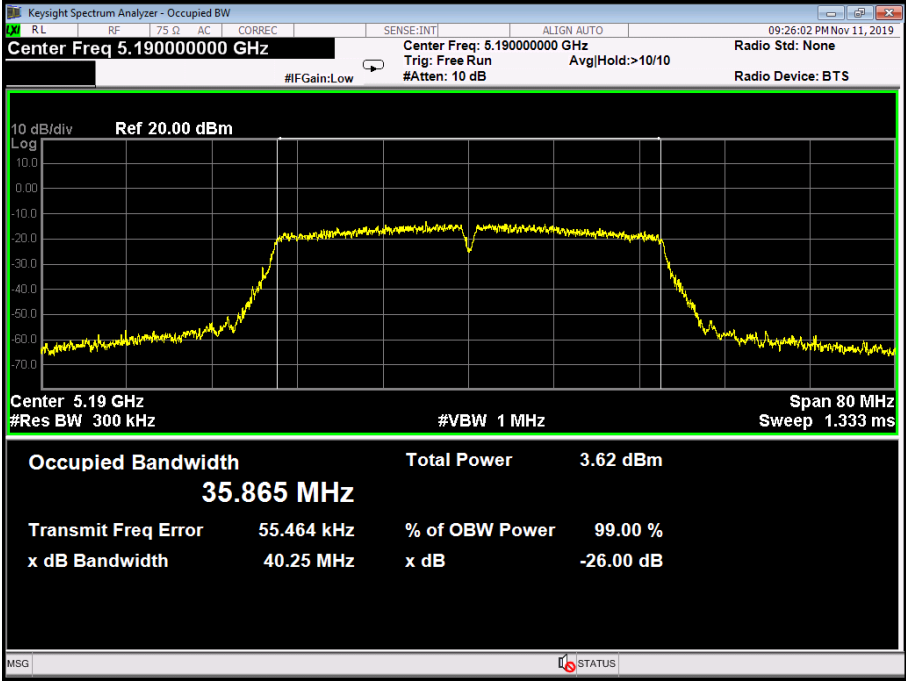 Keysight Spectrum Analyzer - Occupied BW
LXI RL RF 75 Ω AC CORREC SENSE:INT ALIGN AUTO 09:26:02 PM Nov 11, 2019
Center Freq 5.190000000 GHz Center Freq: 5.190000000 GHz Radio Std: None
Trig: Free Run Avg|Hold:>10/10
#IFGain:Low #Atten: 10 dB Radio Device: BTS
10 dB/div Ref 20.00 dBm
Log
10.0
0.00
-10.0
-20.0
-30.0
-40.0
-50.0
-60.0
-70.0
Center 5.19 GHz Span 80 MHz
#Res BW 300 kHz #VBW 1 MHz Sweep 1.333 ms
Occupied Bandwidth Total Power 3.62 dBm
35.865 MHz
Transmit Freq Error 55.464 kHz % of OBW Power 99.00 %
x dB Bandwidth 40.25 MHz x dB -26.00 dB
MSG STATUS